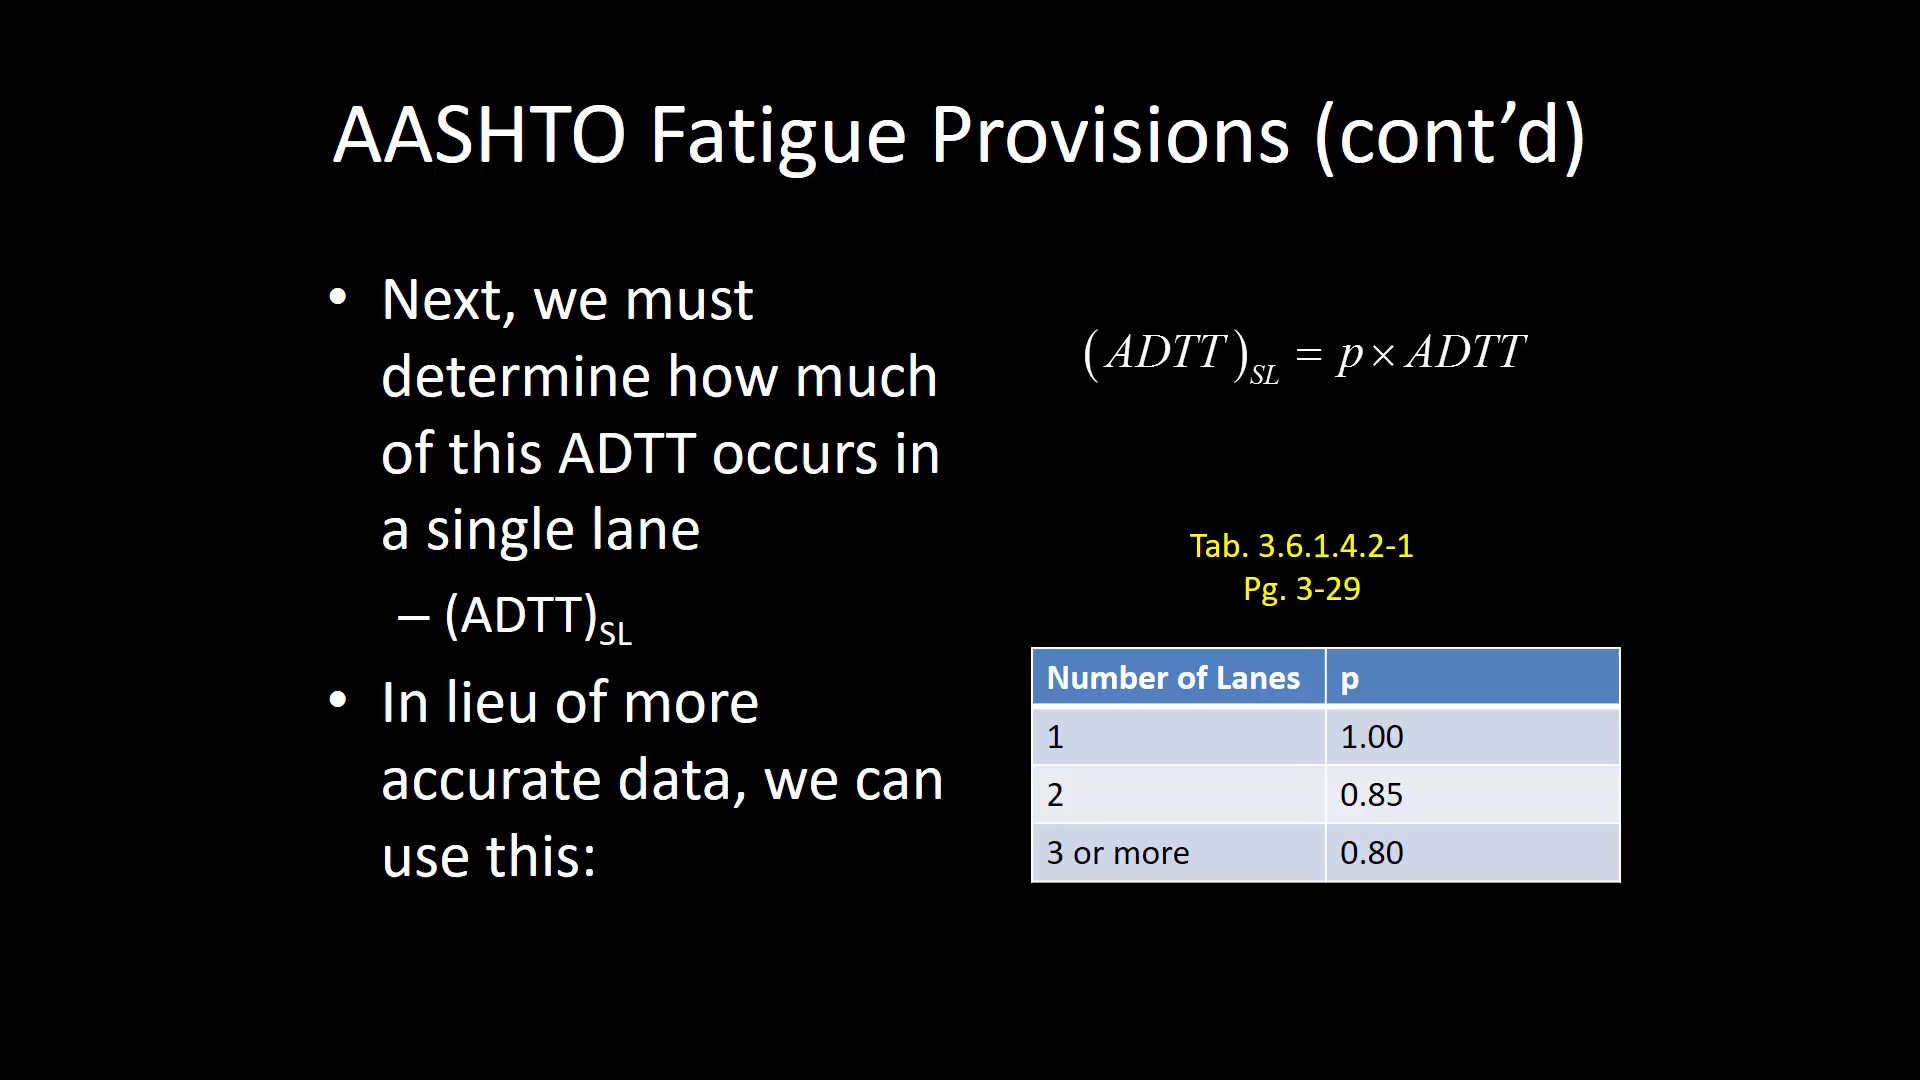 AASHTO Fatigue Provisions (cont’d)
• Next, we must
determine how much
of this ADTT occurs in
a single lane
– (ADTT)SL
• In lieu of more
accurate data, we can
use this:
(ADTT)SL = p × ADTT
Tab. 3.6.1.4.2-1
Pg. 3-29
Number of Lanes p
1 1.00
2 0.85
3 or more 0.80